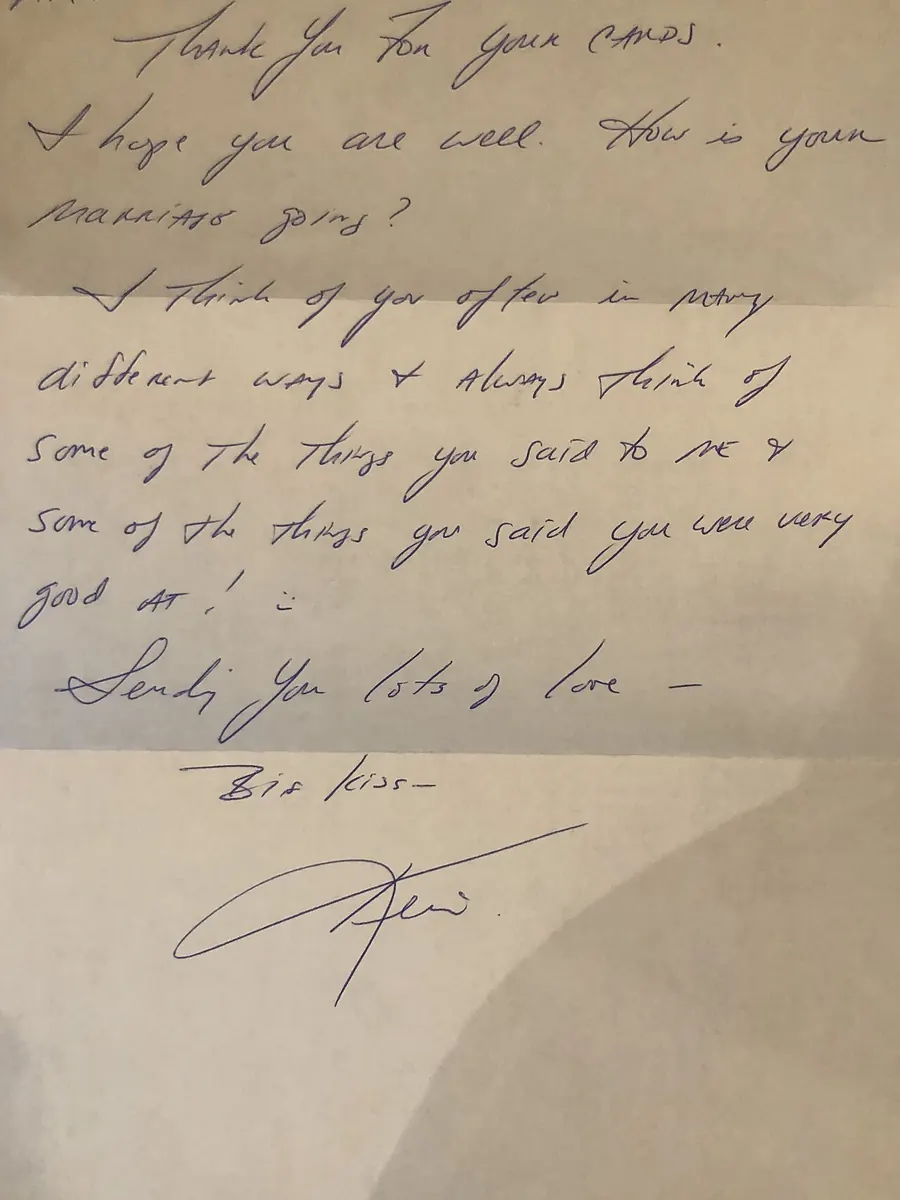 Thank You For your CARDS.
I hope you are well. How is your
marriage going?
I Think of you often in many
different ways & Always think of
some of The Things you said to ME &
some of the things you said you were very
good AT! :)
Sending You lots of love –
Big kiss –